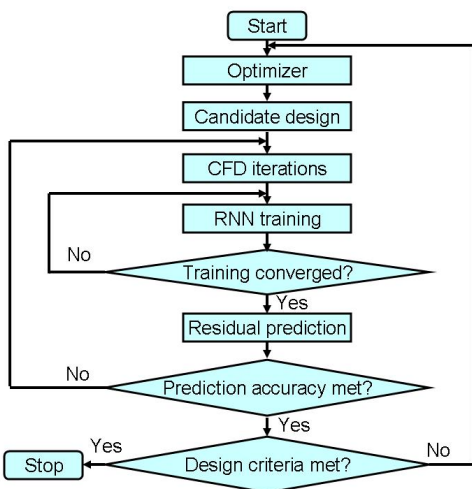 Start
Optimizer
Candidate design
CFD iterations
RNN training
No
Training converged?
Yes
Residual prediction
No
Prediction accuracy met?
Yes
Yes
No
Stop
Design criteria met?